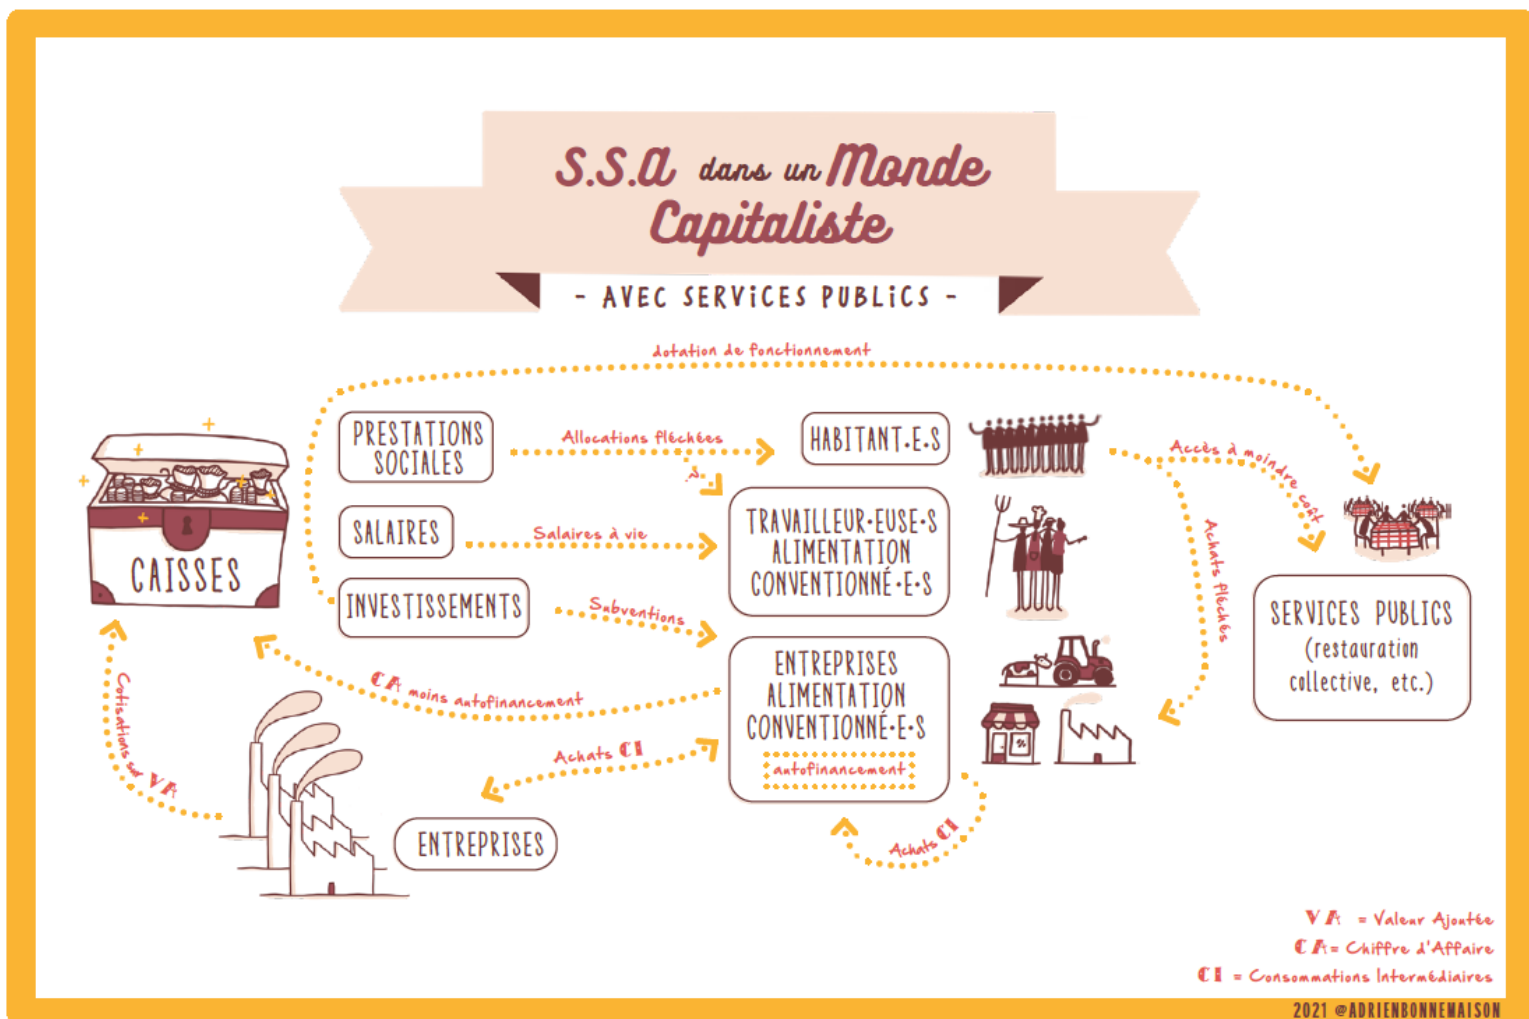 S.S.A dans un Monde
Capitaliste
- AVEC SERVICES PUBLICS -
dotation de fonctionnement
PRESTATIONS
SOCIALES
Allocations fléchées
?
HABITANT·E·S
Accès à moindre coût
SALAIRES
Salaires à vie
TRAVAILLEUR·EUSE·S
ALIMENTATION
CONVENTIONNÉ·E·S
Achats fléchés
CAISSES
INVESTISSEMENTS
Subventions
SERVICES PUBLICS
(restauration
collective, etc.)
ENTREPRISES
ALIMENTATION
CONVENTIONNÉ·E·S
autofinancement
CA moins autofinancement
Cotisations sur VA
Achats CI
Achats CI
ENTREPRISES
VA = Valeur Ajoutée
CA = Chiffre d'Affaire
CI = Consommations Intermédiaires
2021 @ADRIENBONNEMAISON